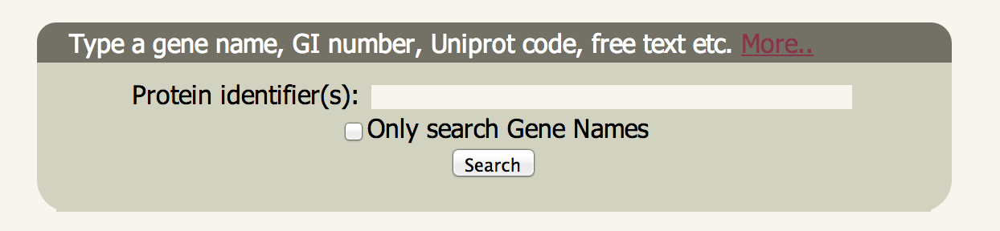 Type a gene name, GI number, Uniprot code, free text etc. More..
Protein identifier(s):
Only search Gene Names
Search